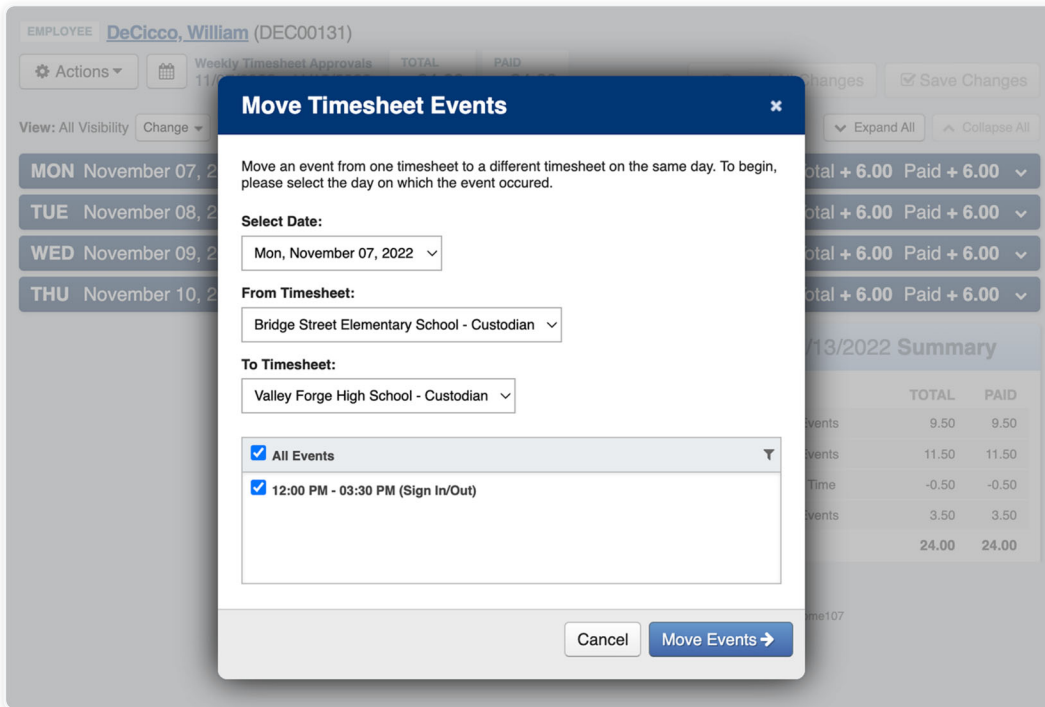 EMPLOYEE DeCicco, William (DEC00131)
Actions Weekly Timesheet Approvals TOTAL PAID
11/ Changes Save Changes
View: All Visibility Change Expand All Collapse All
Move Timesheet Events ×
Move an event from one timesheet to a different timesheet on the same day. To begin,
please select the day on which the event occured.
Select Date:
Mon, November 07, 2022
From Timesheet:
Bridge Street Elementary School - Custodian
To Timesheet:
Valley Forge High School - Custodian
All Events
12:00 PM - 03:30 PM (Sign In/Out)
Cancel Move Events
MON November 07, 2 otal + 6.00 Paid + 6.00
TUE November 08, 2 otal + 6.00 Paid + 6.00
WED November 09, 2 otal + 6.00 Paid + 6.00
THU November 10, 2 otal + 6.00 Paid + 6.00
/13/2022 Summary
TOTAL PAID
Events 9.50 9.50
Events 11.50 11.50
Time -0.50 -0.50
Events 3.50 3.50
24.00 24.00
me107